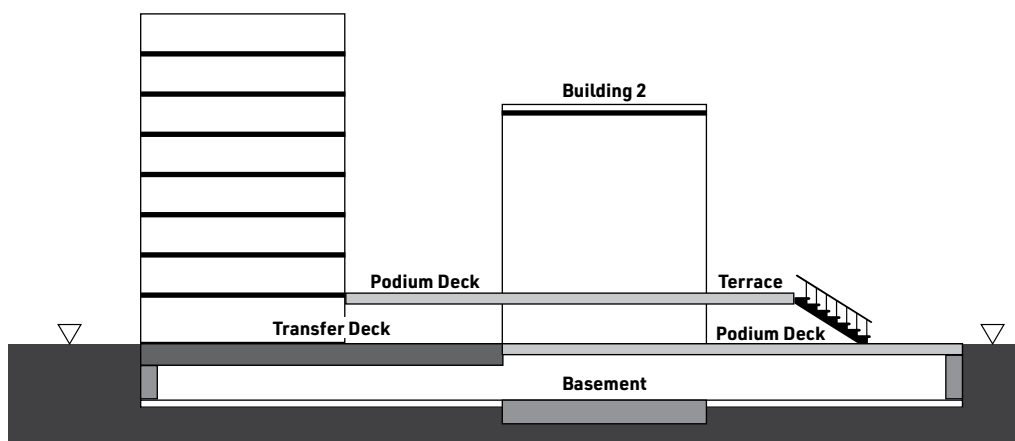 Building 2
Podium Deck
Terrace
Transfer Deck
Podium Deck
Basement